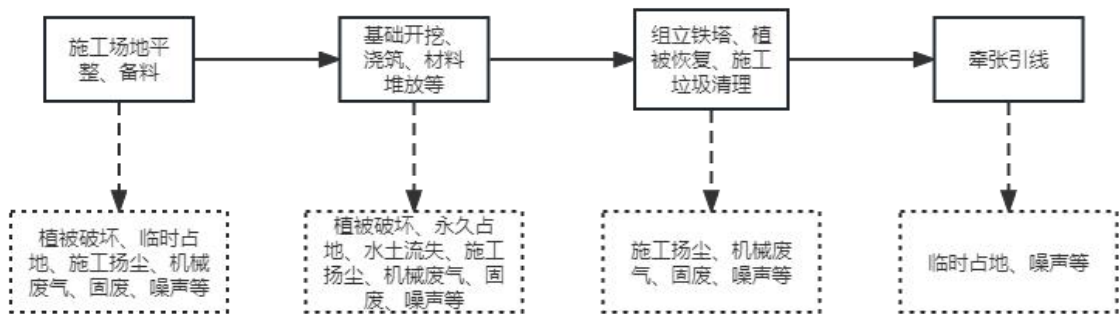 施工场地平
整、备料
基础开挖、
浇筑、材料
堆放等
组立铁塔、植
被恢复、施工
垃圾清理
牵张引线
植被破坏、临时占
地、施工扬尘、机械
废气、固废、噪声等
植被破坏、永久占
地、水土流失、施工
扬尘、机械废气、固
废、噪声等
施工扬尘、机械废
气、固废、噪声等
临时占地、噪声等